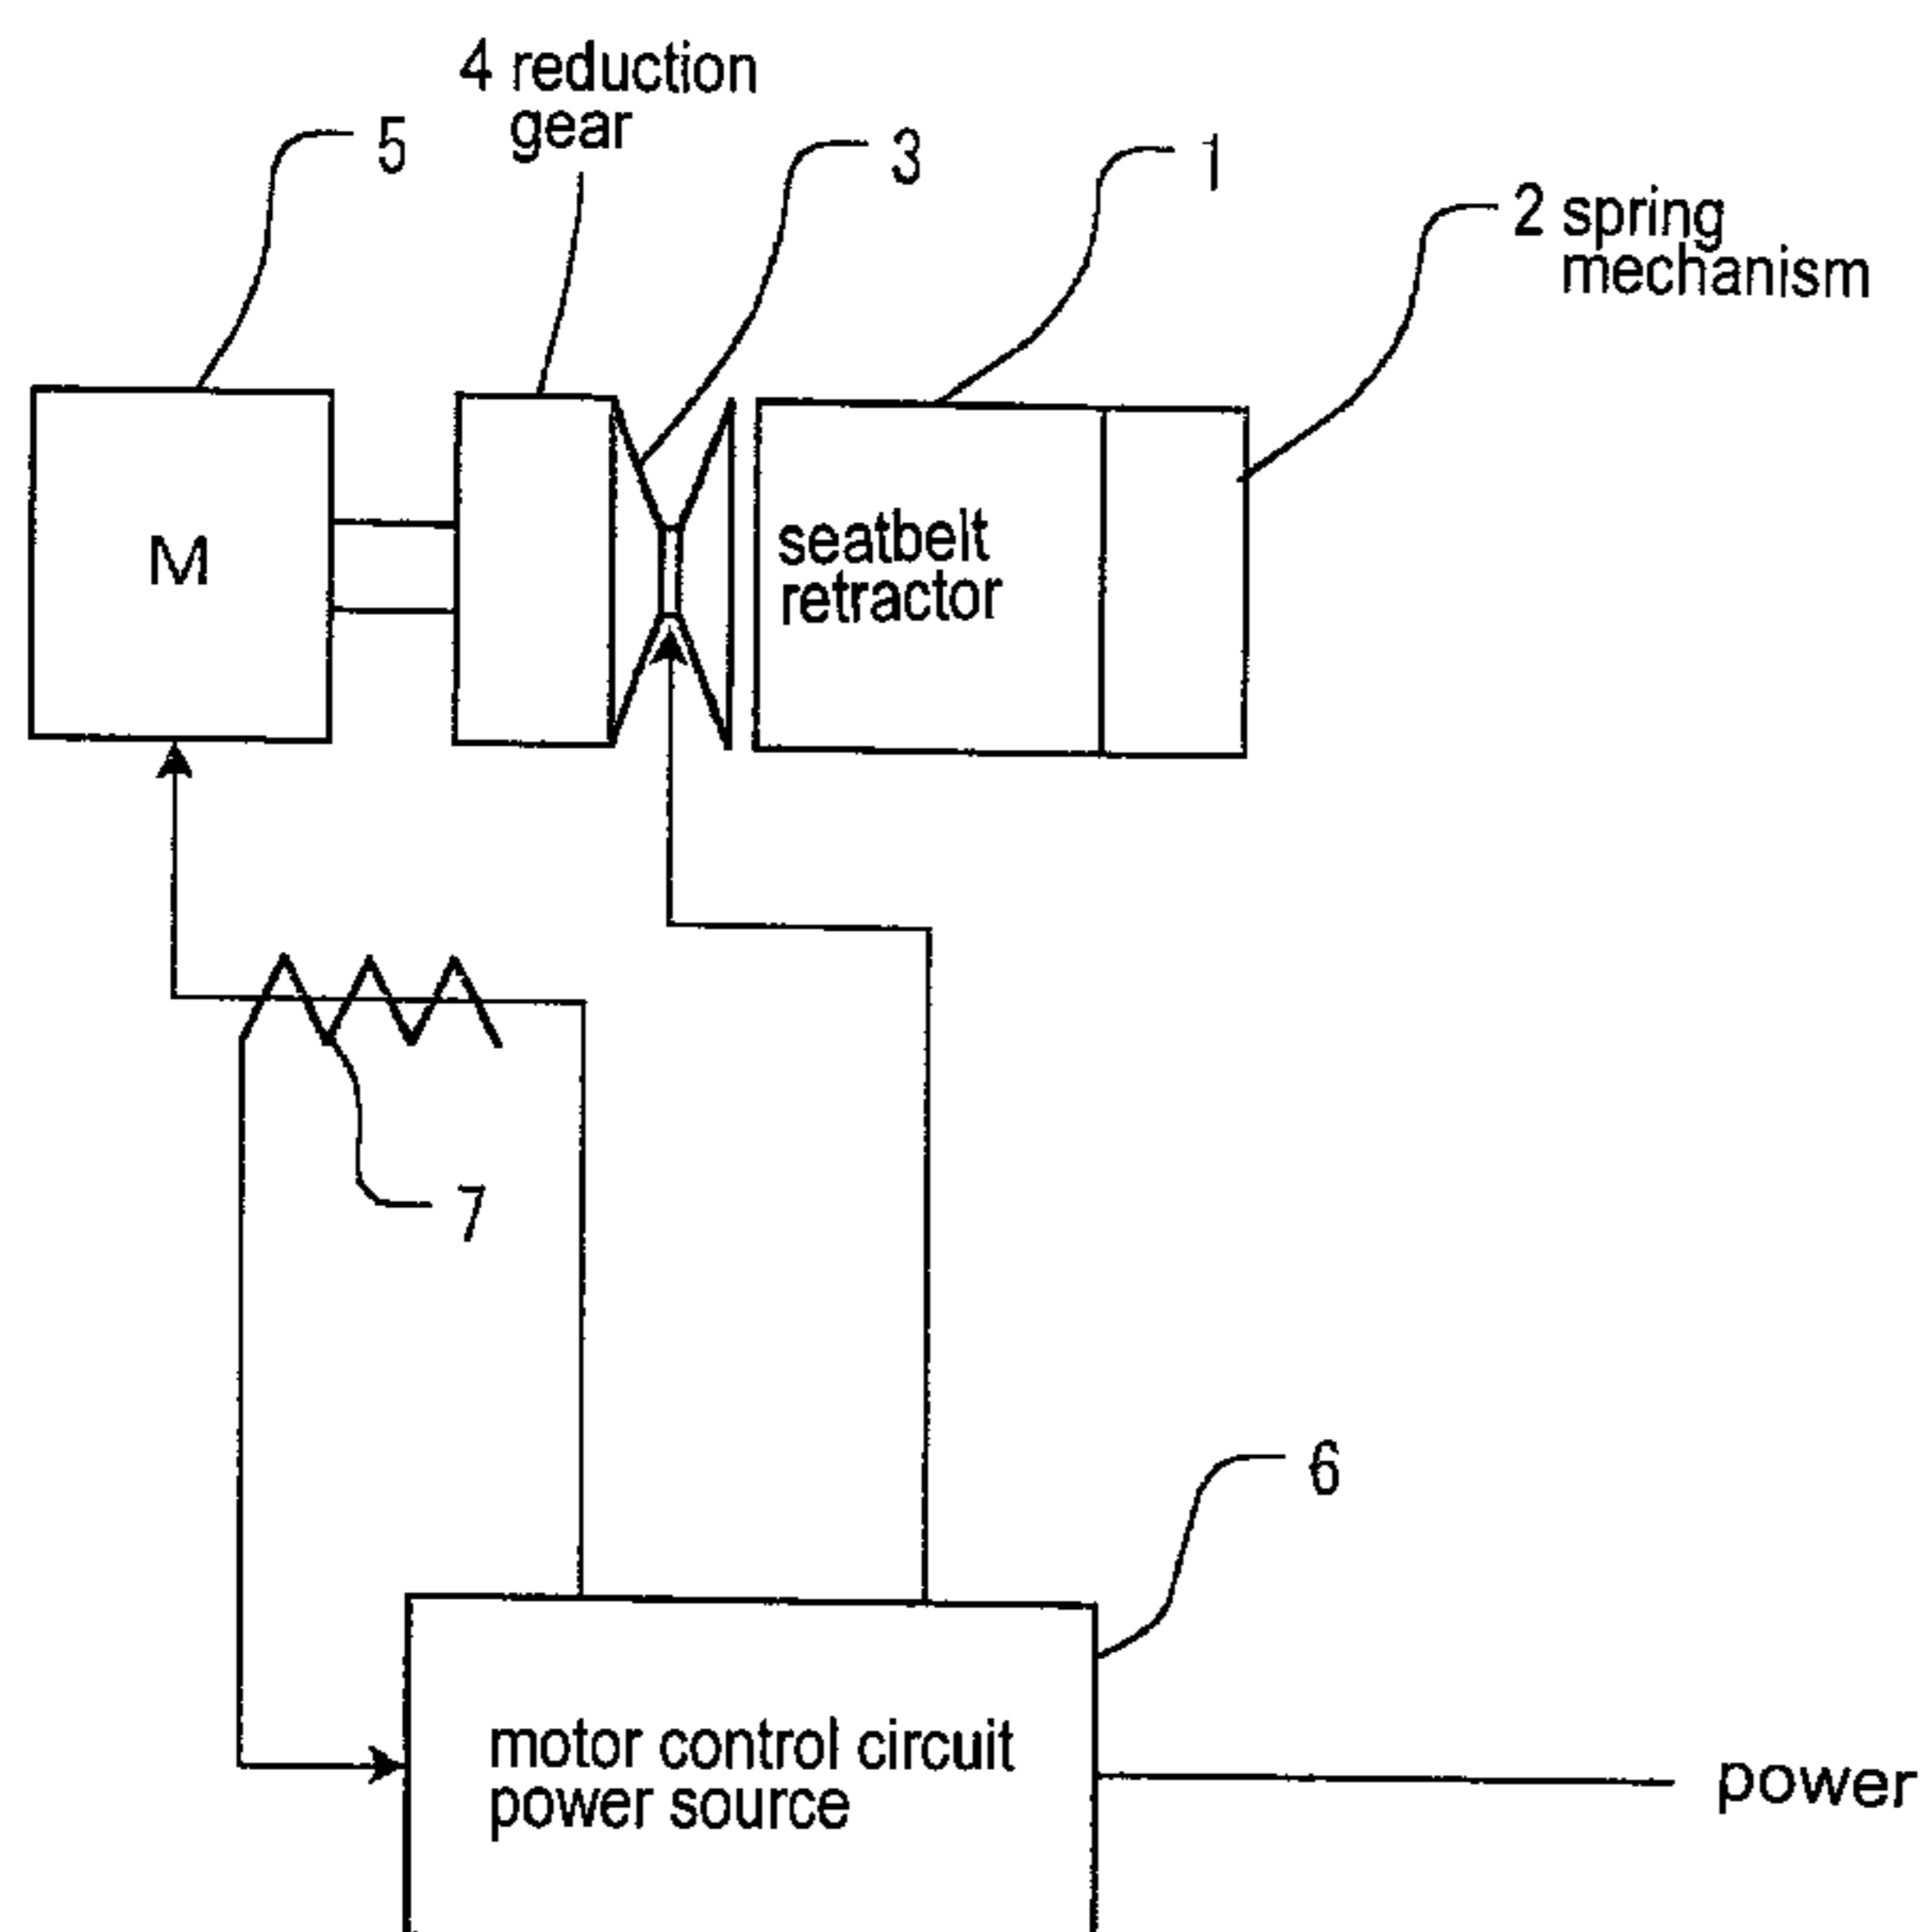 4 reduction
gear
5
3
1
2 spring
mechanism
M
seatbelt
retractor
7
6
motor control circuit
power source
power